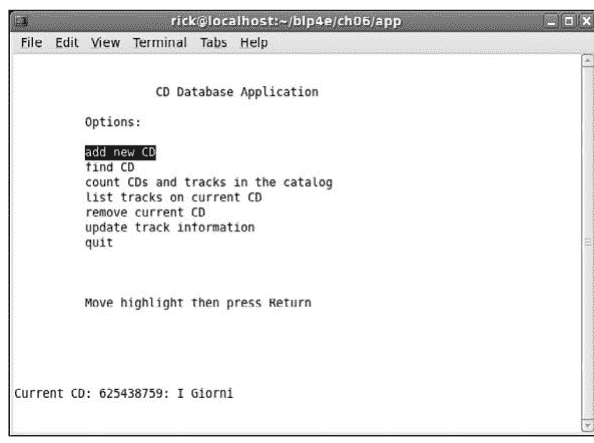 rick@localhost:~/blp4e/ch06/app
File Edit View Terminal Tabs Help
CD Database Application
Options:
add new CD
find CD
count CDs and tracks in the catalog
list tracks on current CD
remove current CD
update track information
quit
Move highlight then press Return
Current CD: 625438759: I Giorni